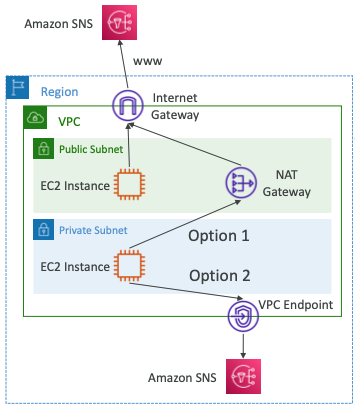 Amazon SNS
www
Region
Internet
Gateway
VPC
Public Subnet
EC2 Instance
NAT
Gateway
Private Subnet
Option 1
EC2 Instance
Option 2
VPC Endpoint
Amazon SNS